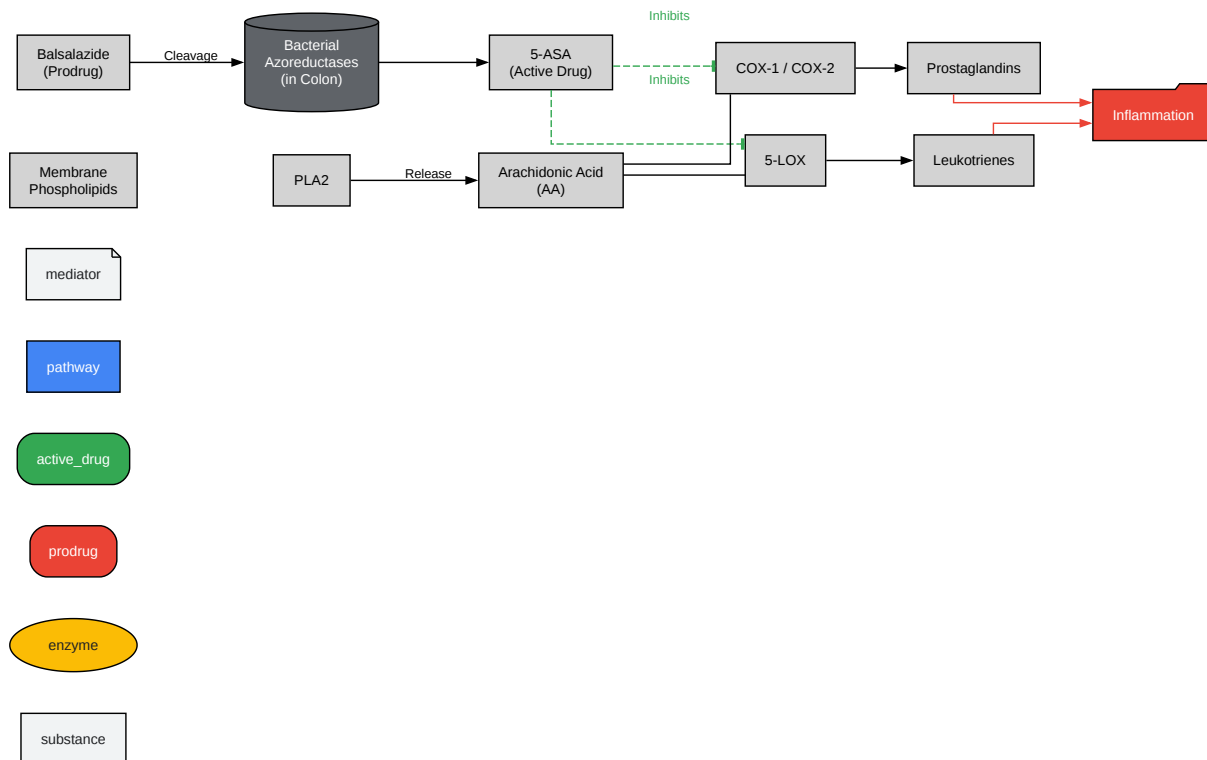 Inhibits
Balsalazide
(Prodrug)
Cleavage
Bacterial
Azoreductases
(in Colon)
5-ASA
(Active Drug)
Inhibits
COX-1 / COX-2
Prostaglandins
Inflammation
Membrane
Phospholipids
PLA2
Release
Arachidonic Acid
(AA)
5-LOX
Leukotrienes
mediator
pathway
active_drug
prodrug
enzyme
substance